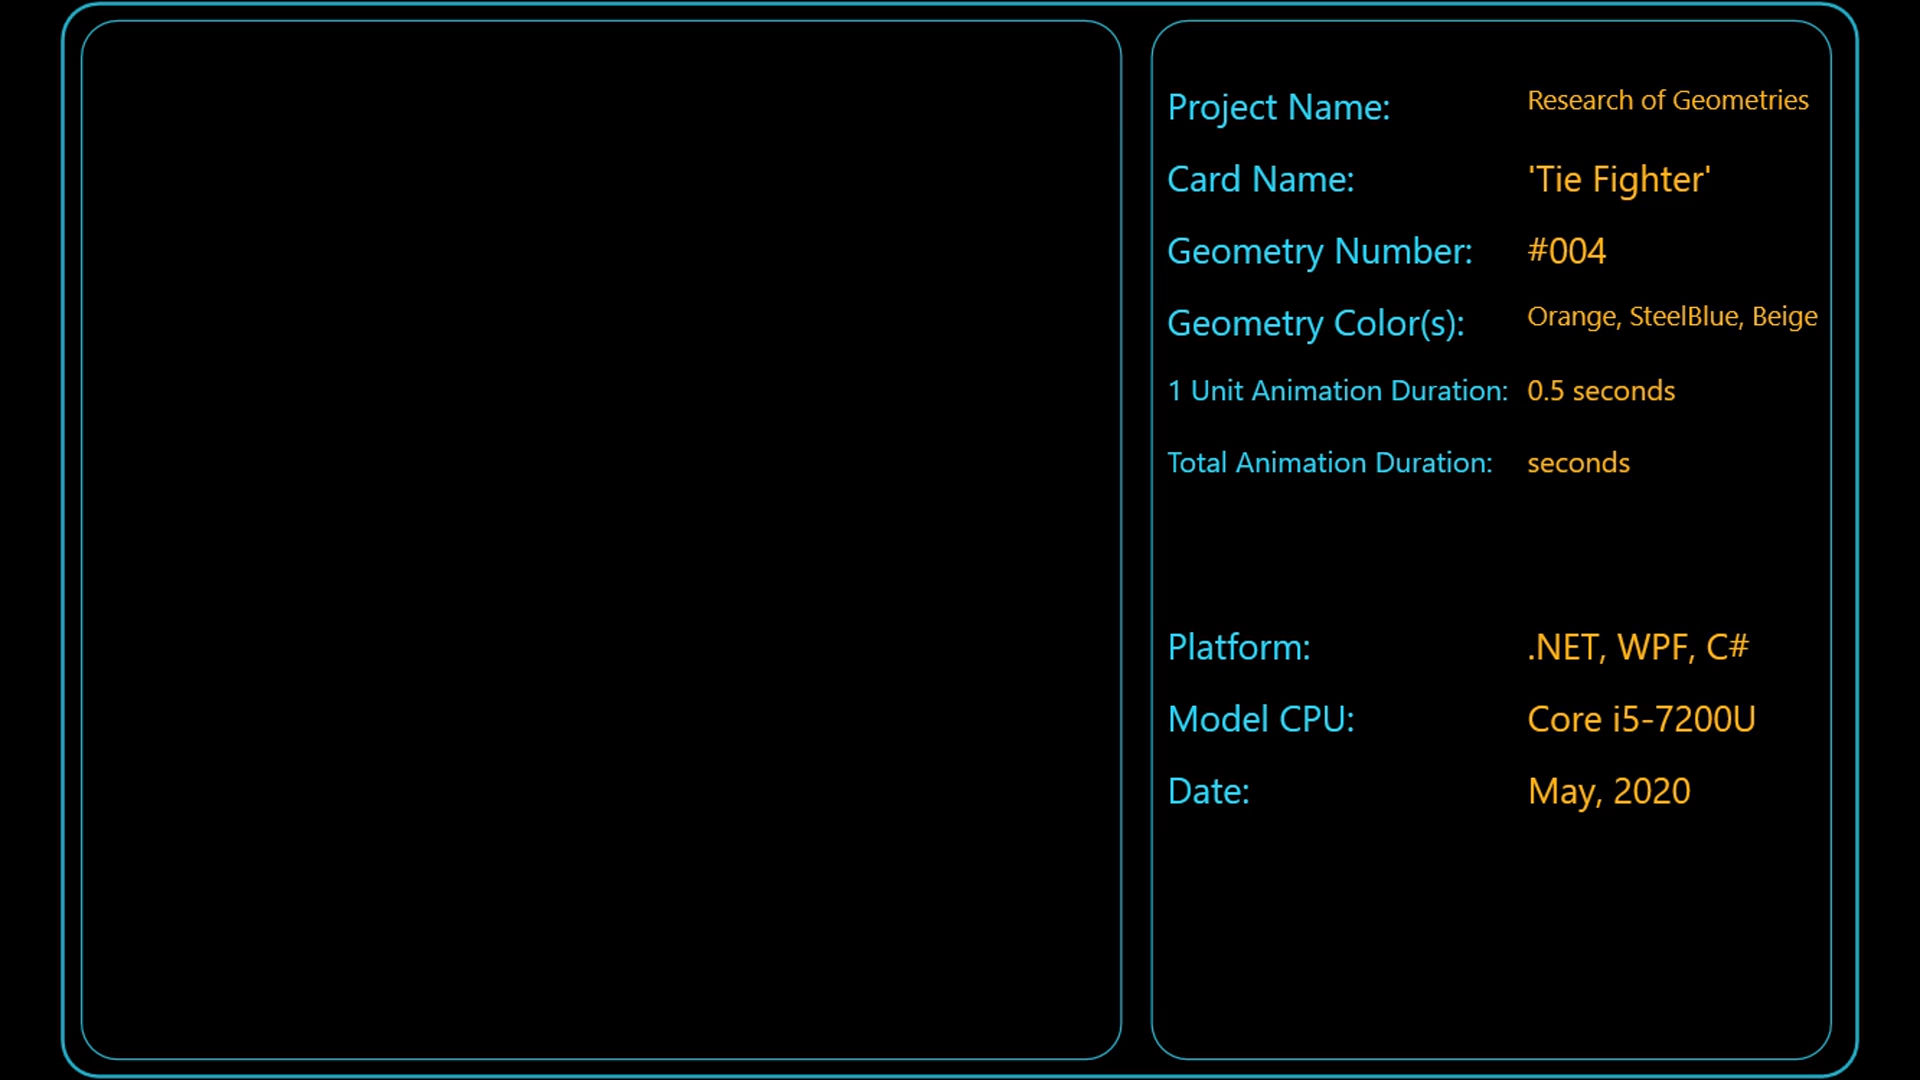 Project Name: Research of Geometries
Card Name: 'Tie Fighter'
Geometry Number: #004
Geometry Color(s): Orange, SteelBlue, Beige
1 Unit Animation Duration: 0.5 seconds
Total Animation Duration: seconds
Platform: .NET, WPF, C#
Model CPU: Core i5-7200U
Date: May, 2020